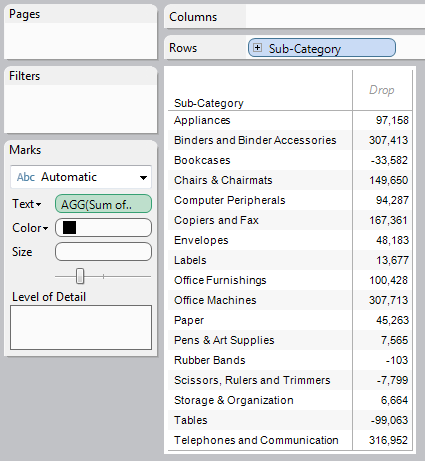 Pages
Columns
Rows
Sub-Category
Filters
Marks
Abc Automatic
Text
AGG(Sum of..
Color
Size
Level of Detail
Drop
Sub-Category
Appliances 97,158
Binders and Binder Accessories 307,413
Bookcases -33,582
Chairs & Chairmats 149,650
Computer Peripherals 94,287
Copiers and Fax 167,361
Envelopes 48,183
Labels 13,677
Office Furnishings 100,428
Office Machines 307,713
Paper 45,263
Pens & Art Supplies 7,565
Rubber Bands -103
Scissors, Rulers and Trimmers -7,799
Storage & Organization 6,664
Tables -99,063
Telephones and Communication 316,952